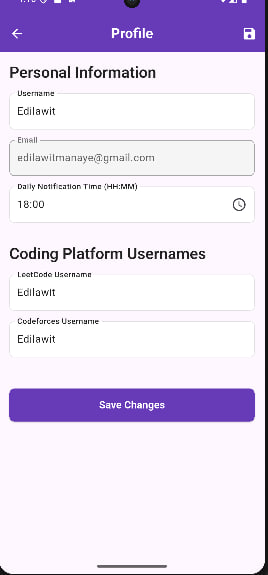 Profile
Personal Information
Username
Edilawit
Email
edilawitmanaye@gmail.com
Daily Notification Time (HH:MM)
18:00
Coding Platform Usernames
LeetCode Username
Edilawit
Codeforces Username
Edilawit
Save Changes